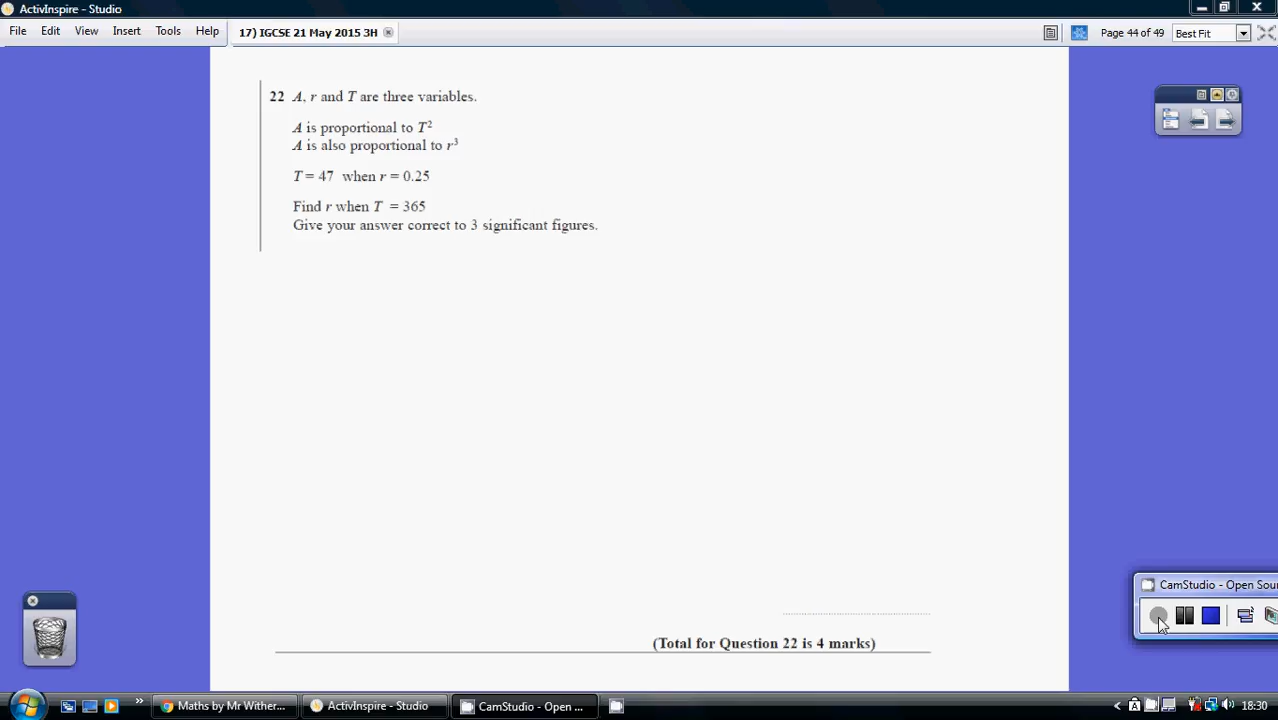 ActivInspire - Studio
File Edit View Insert Tools Help
17) IGCSE 21 May 2015 3H
Page 44 of 49
Best Fit
22 A, r and T are three variables.
A is proportional to T²
A is also proportional to r³
T = 47 when r = 0.25
Find r when T = 365
Give your answer correct to 3 significant figures.
(Total for Question 22 is 4 marks)
CamStudio - Open Sour
Maths by Mr Wither...
ActivInspire - Studio
CamStudio - Open ...
18:30